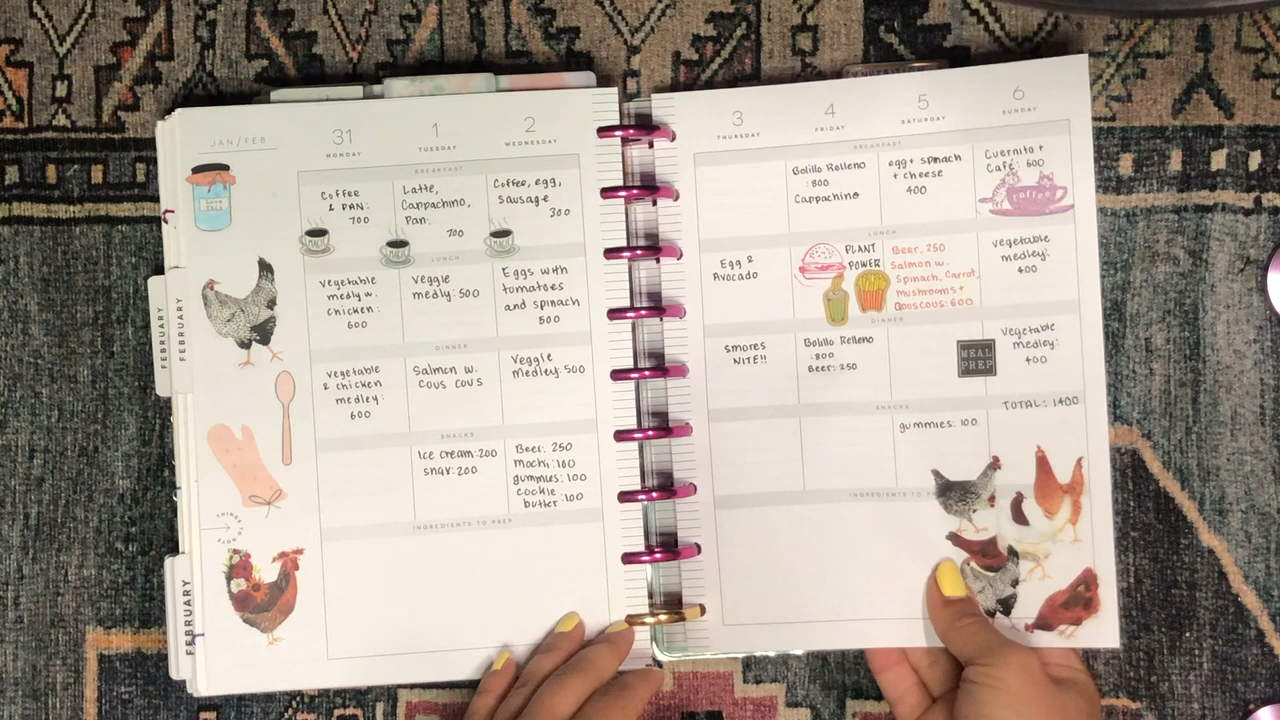 JAN/FEB
31
MONDAY
1
TUESDAY
2
WEDNESDAY
BREAKFAST
Coffee
& PAN:
700
Latte,
Cappachino,
Pan:
700
Coffee, egg,
sausage
300
MAGIC
MAGIC
MAGIC
LUNCH
vegetable
medly w.
chicken:
600
veggie
medly: 500
Eggs with
tomatoes
and spinach
500
DINNER
vegetable
& chicken
medley:
600
Salmon w.
cous cous
Veggie
medley: 500
SNACKS
Ice cream: 200
Beer: 250
mochi: 100
gummies: 100
cookie
butter: 100
INGREDIENTS TO PREP
FEBRUARY
FEBRUARY
FEBRUARY
3
THURSDAY
4
FRIDAY
5
SATURDAY
6
SUNDAY
BREAKFAST
Bolillo Relleno
: 800
Cappachino
egg + spinach
+ cheese
400
Cuernito +
Café: 600
coffee
LUNCH
Egg &
Avocado
PLANT
POWER
Beer: 250
Salmon w.
Spinach, Carrot,
mushrooms +
Couscous: 600
vegetable
medley:
400
DINNER
smores
NITE!!
Bolillo Relleno
: 800
Beer: 250
MEAL
PREP
Vegetable
medley:
400
SNACKS
TOTAL: 1400
gummies: 100
INGREDIENTS TO